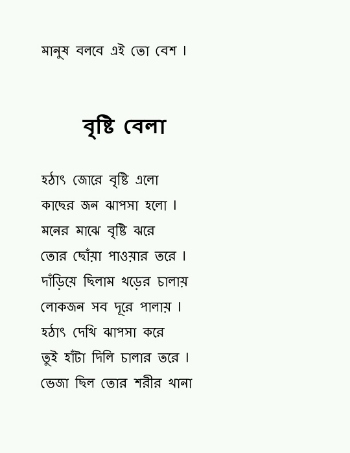 মানুষ বলবে এই তো বেশ ।
বৃষ্টি বেলা
হঠাৎ জোরে বৃষ্টি এলো
কাছের জন ঝাপসা হলো ।
মনের মাঝে বৃষ্টি ঝরে
তোর ছোঁয়া পাওয়ার তরে ।
দাঁড়িয়ে ছিলাম খড়ের চালায়
লোকজন সব দূরে পালায় ।
হঠাৎ দেখি ঝাপসা করে
তুই হাঁটা দিলি চালার তরে ।
ভেজা ছিল তোর শরীর খানা